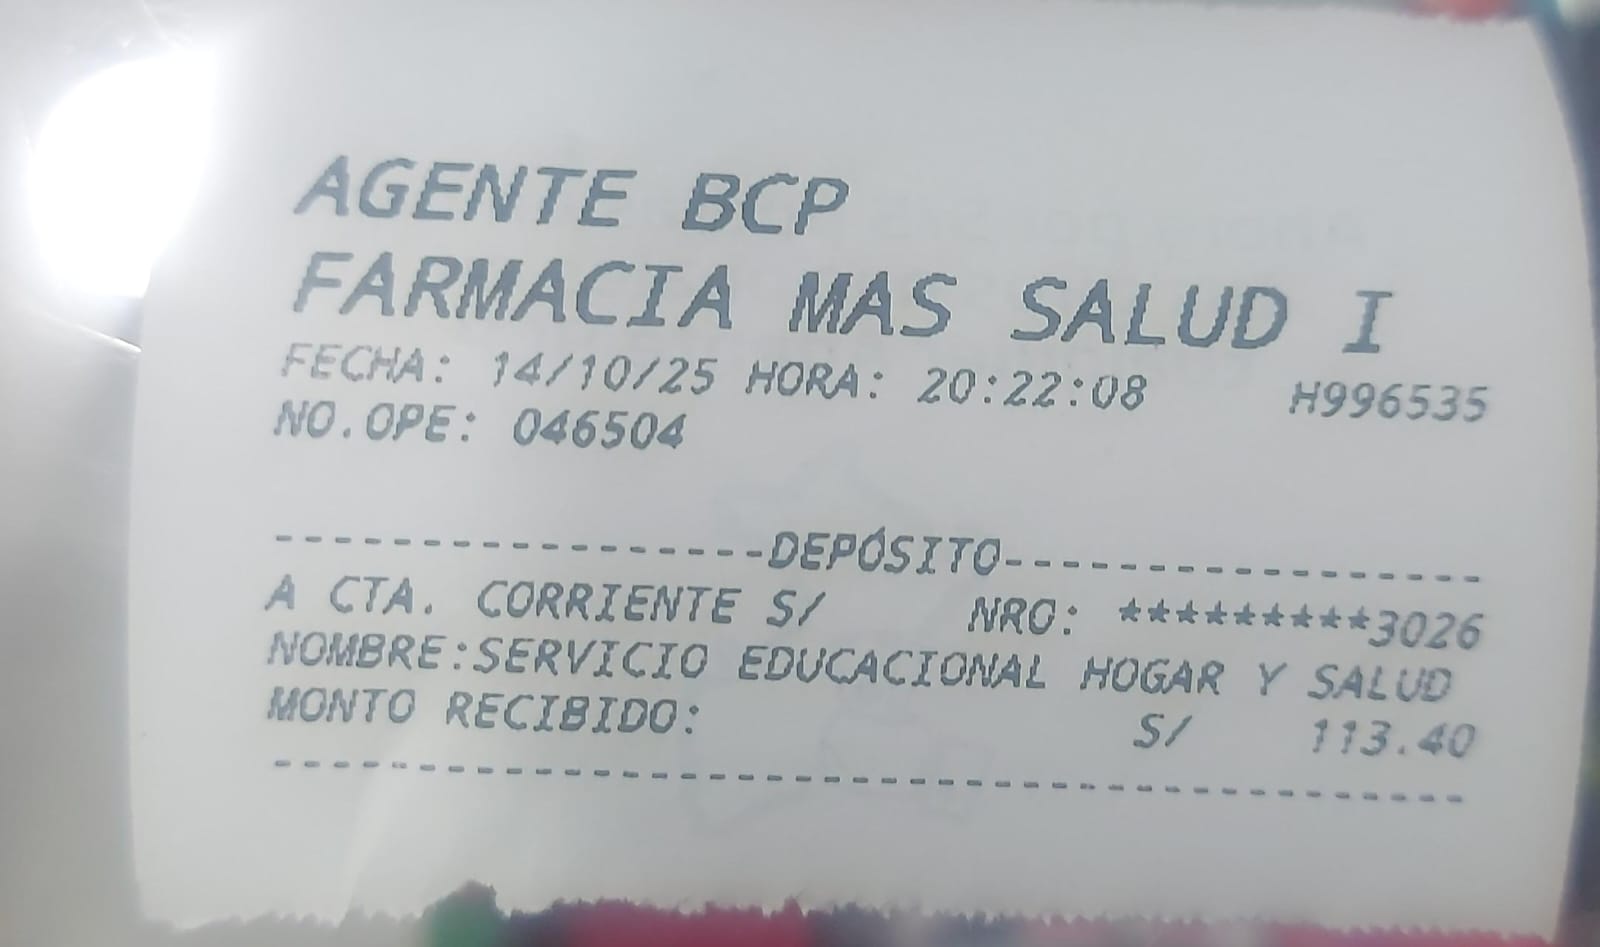 AGENTE BCP
FARMACIA MAS SALUD I
FECHA: 14/10/25 HORA: 20:22:08 H996535
NO.OPE: 046504
-----------------DEPÓSITO-----------------
A CTA. CORRIENTE S/ NRO: *********3026
NOMBRE:SERVICIO EDUCACIONAL HOGAR Y SALUD
MONTO RECIBIDO: S/ 113.40
------------------------------------------